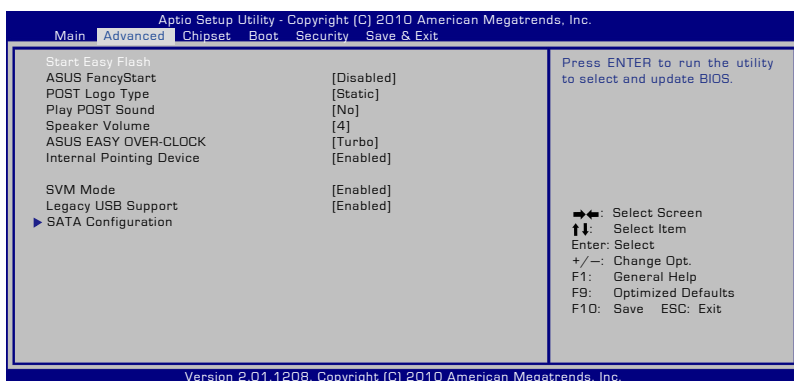 Aptio Setup Utility - Copyright (C) 2010 American Megatrends, Inc.
Main Advanced Chipset Boot Security Save & Exit
Start Easy Flash
ASUS FancyStart [Disabled]
POST Logo Type [Static]
Play POST Sound [No]
Speaker Volume [4]
ASUS EASY OVER-CLOCK [Turbo]
Internal Pointing Device [Enabled]
SVM Mode [Enabled]
Legacy USB Support [Enabled]
SATA Configuration
Press ENTER to run the utility
to select and update BIOS.
→←: Select Screen
↑↓: Select Item
Enter: Select
+/—: Change Opt.
F1: General Help
F9: Optimized Defaults
F10: Save ESC: Exit
Version 2.01.1208. Copyright (C) 2010 American Megatrends, Inc.